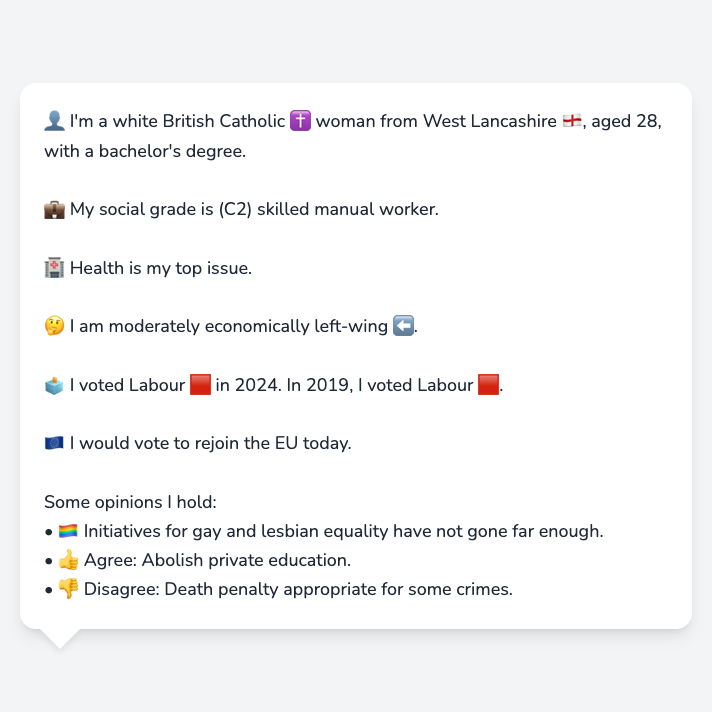 👤 I'm a white British Catholic ✝️ woman from West Lancashire 🏴󠁧󠁢󠁥󠁮󠁧󠁿, aged 28,
with a bachelor's degree.
💼 My social grade is (C2) skilled manual worker.
🏥 Health is my top issue.
🤔 I am moderately economically left-wing ⬅️.
🗳️ I voted Labour 🟥 in 2024. In 2019, I voted Labour 🟥.
🇪🇺 I would vote to rejoin the EU today.
Some opinions I hold:
• 🏳️‍🌈 Initiatives for gay and lesbian equality have not gone far enough.
• 👍 Agree: Abolish private education.
• 👎 Disagree: Death penalty appropriate for some crimes.